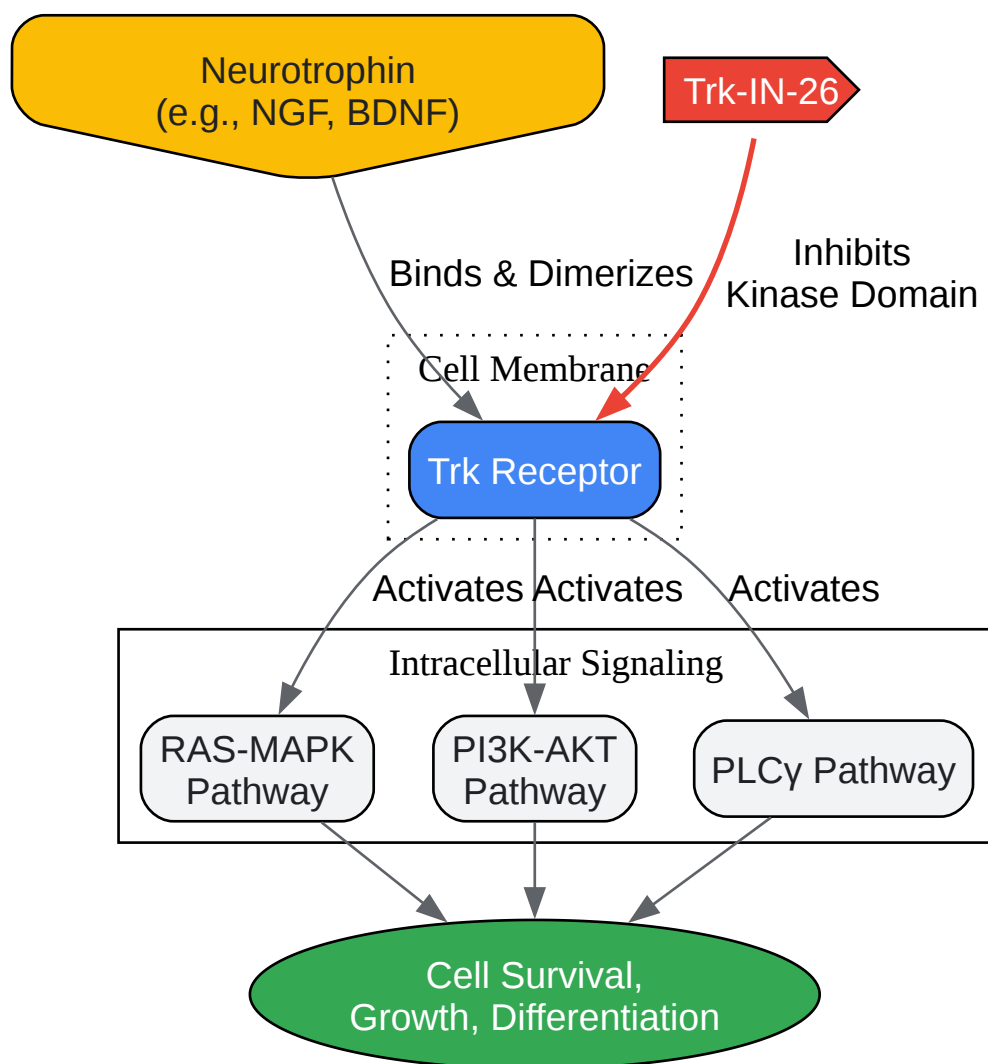 Neurotrophin
(e.g., NGF, BDNF)
Trk-IN-26
Binds & Dimerizes
Inhibits
Kinase Domain
Cell Membrane
Trk Receptor
Activates
Activates
Activates
Intracellular Signaling
RAS-MAPK
Pathway
PI3K-AKT
Pathway
PLCγ Pathway
Cell Survival,
Growth, Differentiation